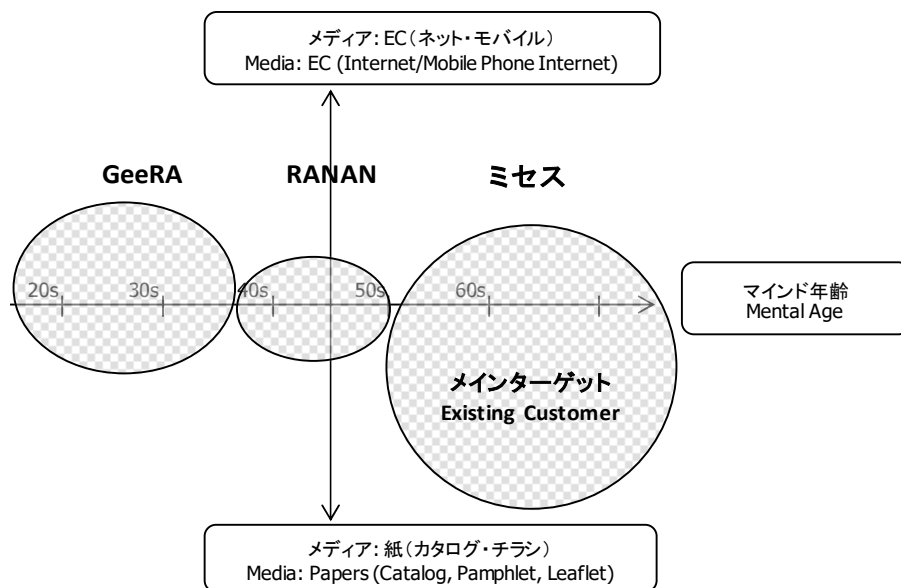 メディア: EC(ネット・モバイル)
Media: EC (Internet/Mobile Phone Internet)
GeeRA
RANAN
ミセス
20s
30s
40s
50s
60s
マインド年齢
Mental Age
メインターゲット
Existing Customer
メディア: 紙(カタログ・チラシ)
Media: Papers (Catalog, Pamphlet, Leaflet)